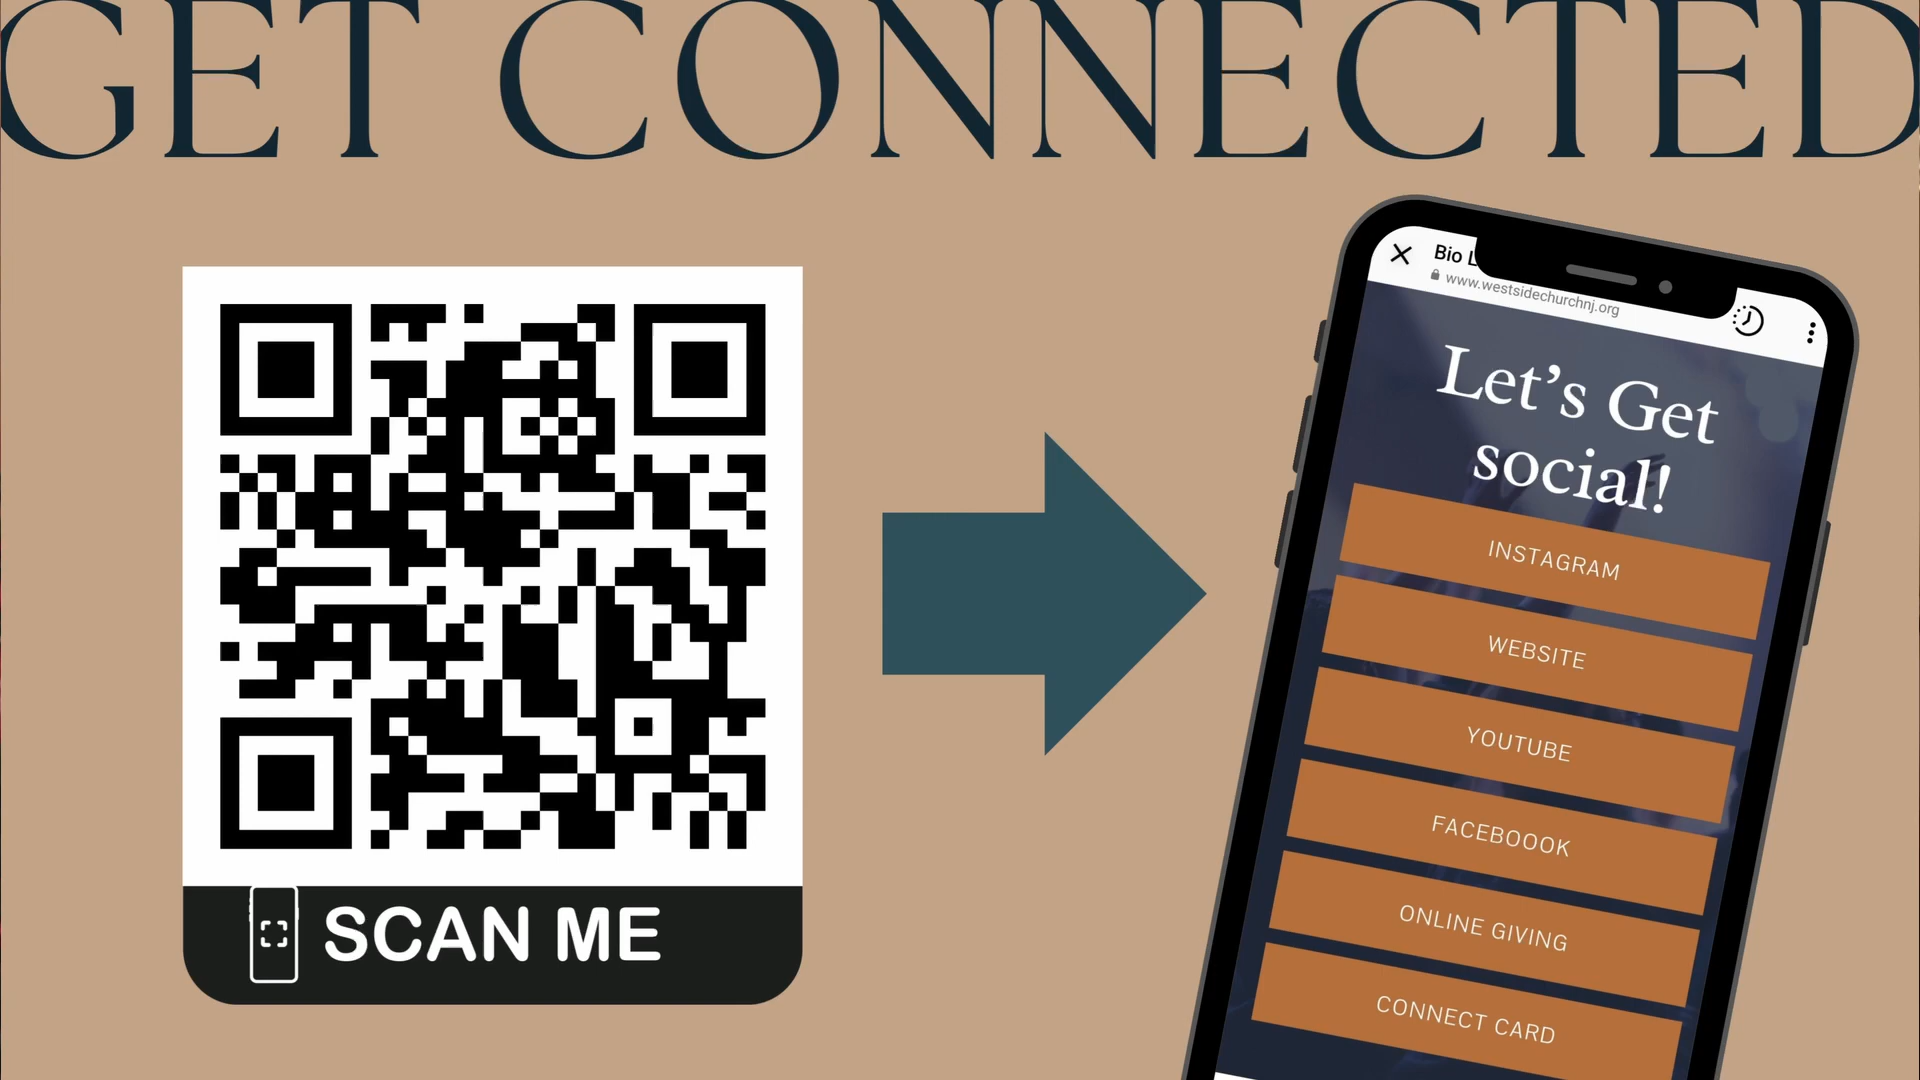 GET CONNECTED
SCAN ME
Bio L
www.westsidechurchnj.org
Let's Get
social!
INSTAGRAM
WEBSITE
YOUTUBE
FACEBOOOK
ONLINE GIVING
CONNECT CARD